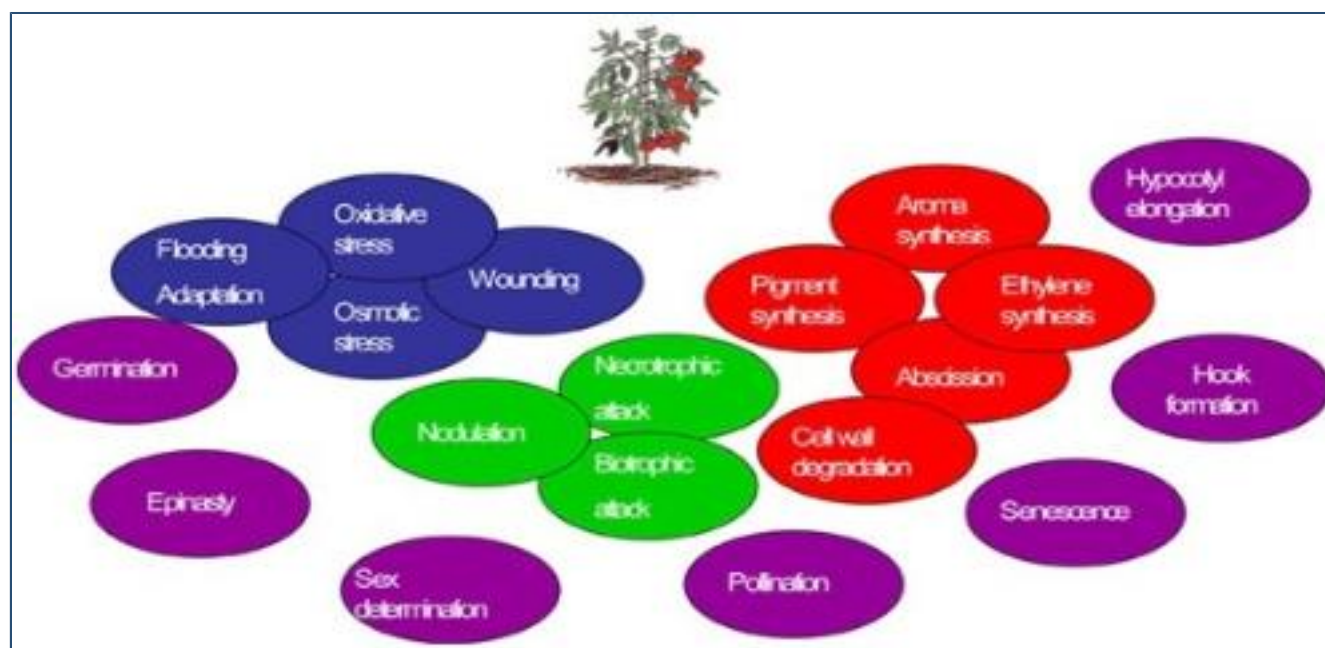 Hypocotyl
elongation
Aroma
synthesis
Oxidative
stress
Flooding
Adaptation
Wounding
Pigment
synthesis
Ethylene
synthesis
Osmotic
stress
Germination
Necrotrophic
attack
Abscission
Hook
formation
Nodulation
Cell wall
degradation
Biotrophic
attack
Epinasty
Senescence
Sex
determination
Pollination